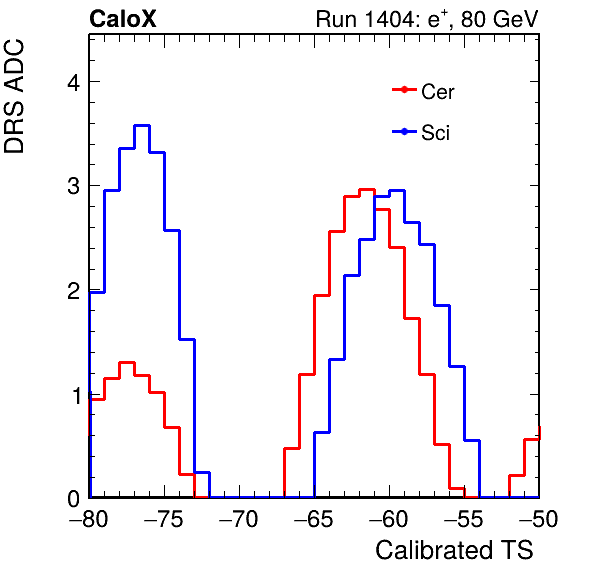 CaloX Run 1404: e⁺, 80 GeV
DRS ADC
Cer
Sci
4
3
2
1
0
−80 −75 −70 −65 −60 −55 −50
Calibrated TS